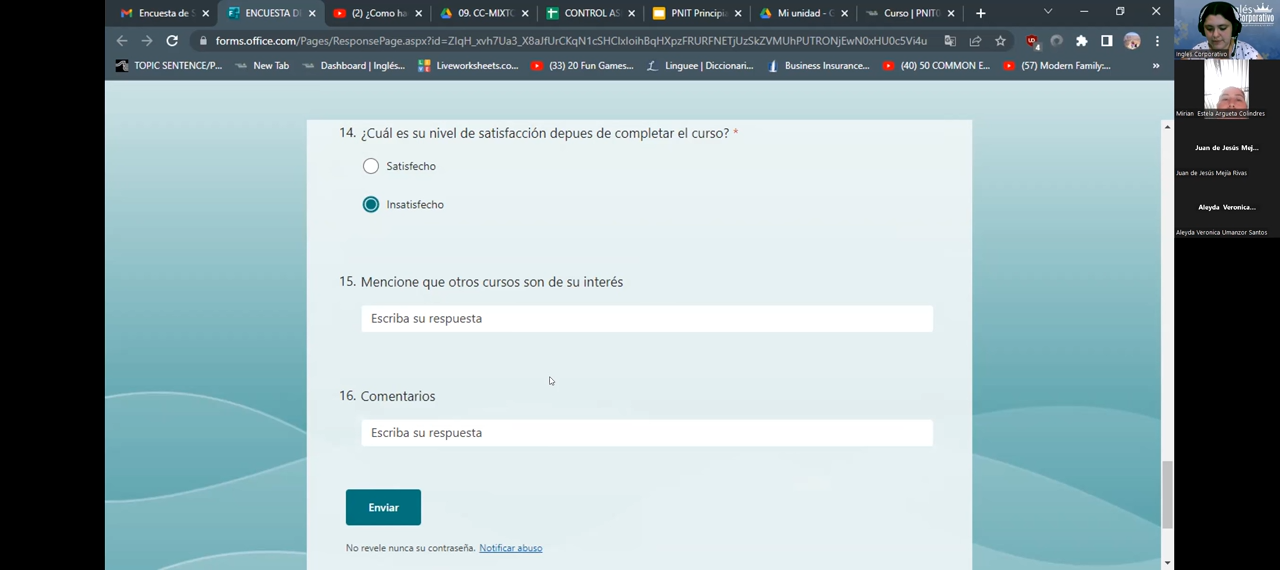 Encuesta de S
ENCUESTA DE
(2) ¿Como ha
09. CC-MIXTO
CONTROL AS
PNIT Principia
Mi unidad - G
Curso | PNIT0
forms.office.com/Pages/ResponsePage.aspx?id=
TOPIC SENTENCE/P...
New Tab
Dashboard | Inglés...
Liveworksheets.co...
(33) 20 Fun Games...
Linguee | Diccionari...
Business Insurance...
(40) 50 COMMON E...
(57) Modern Family:...
14. ¿Cuál es su nivel de satisfacción depues de completar el curso? *
Satisfecho
Insatisfecho
15. Mencione que otros cursos son de su interés
Escriba su respuesta
16. Comentarios
Escriba su respuesta
Enviar
No revele nunca su contraseña. Notificar abuso
Inglés Corporativo
Mirian Estela Argueta Colindres
Juan de Jesús Mej...
Juan de Jesús Mejía Rivas
Aleyda Veronica...
Aleyda Veronica Umanzor Santos